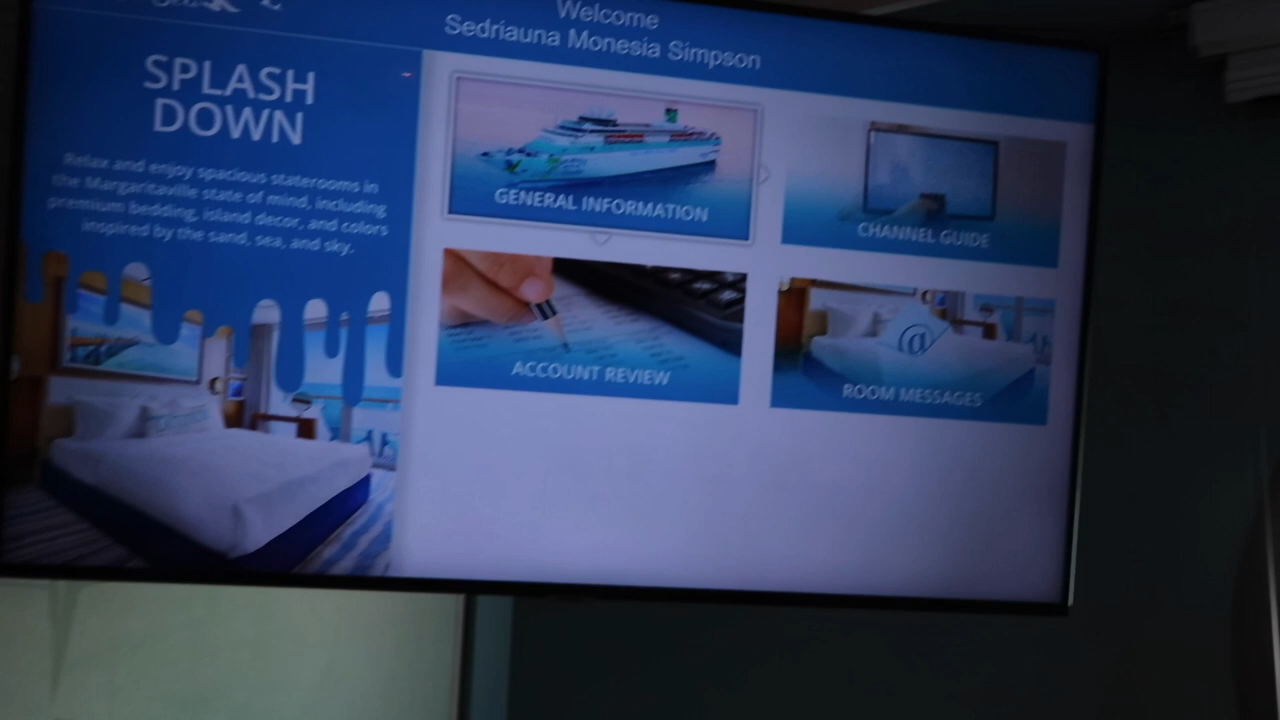 Welcome
Sedriauna Monesia Simpson
SPLASH
DOWN
Relax and enjoy spacious staterooms in
the Margaritaville state of mind, including
premium bedding, island decor, and colors
inspired by the sand, sea, and sky.
GENERAL INFORMATION
CHANNEL GUIDE
ACCOUNT REVIEW
@
ROOM MESSAGES